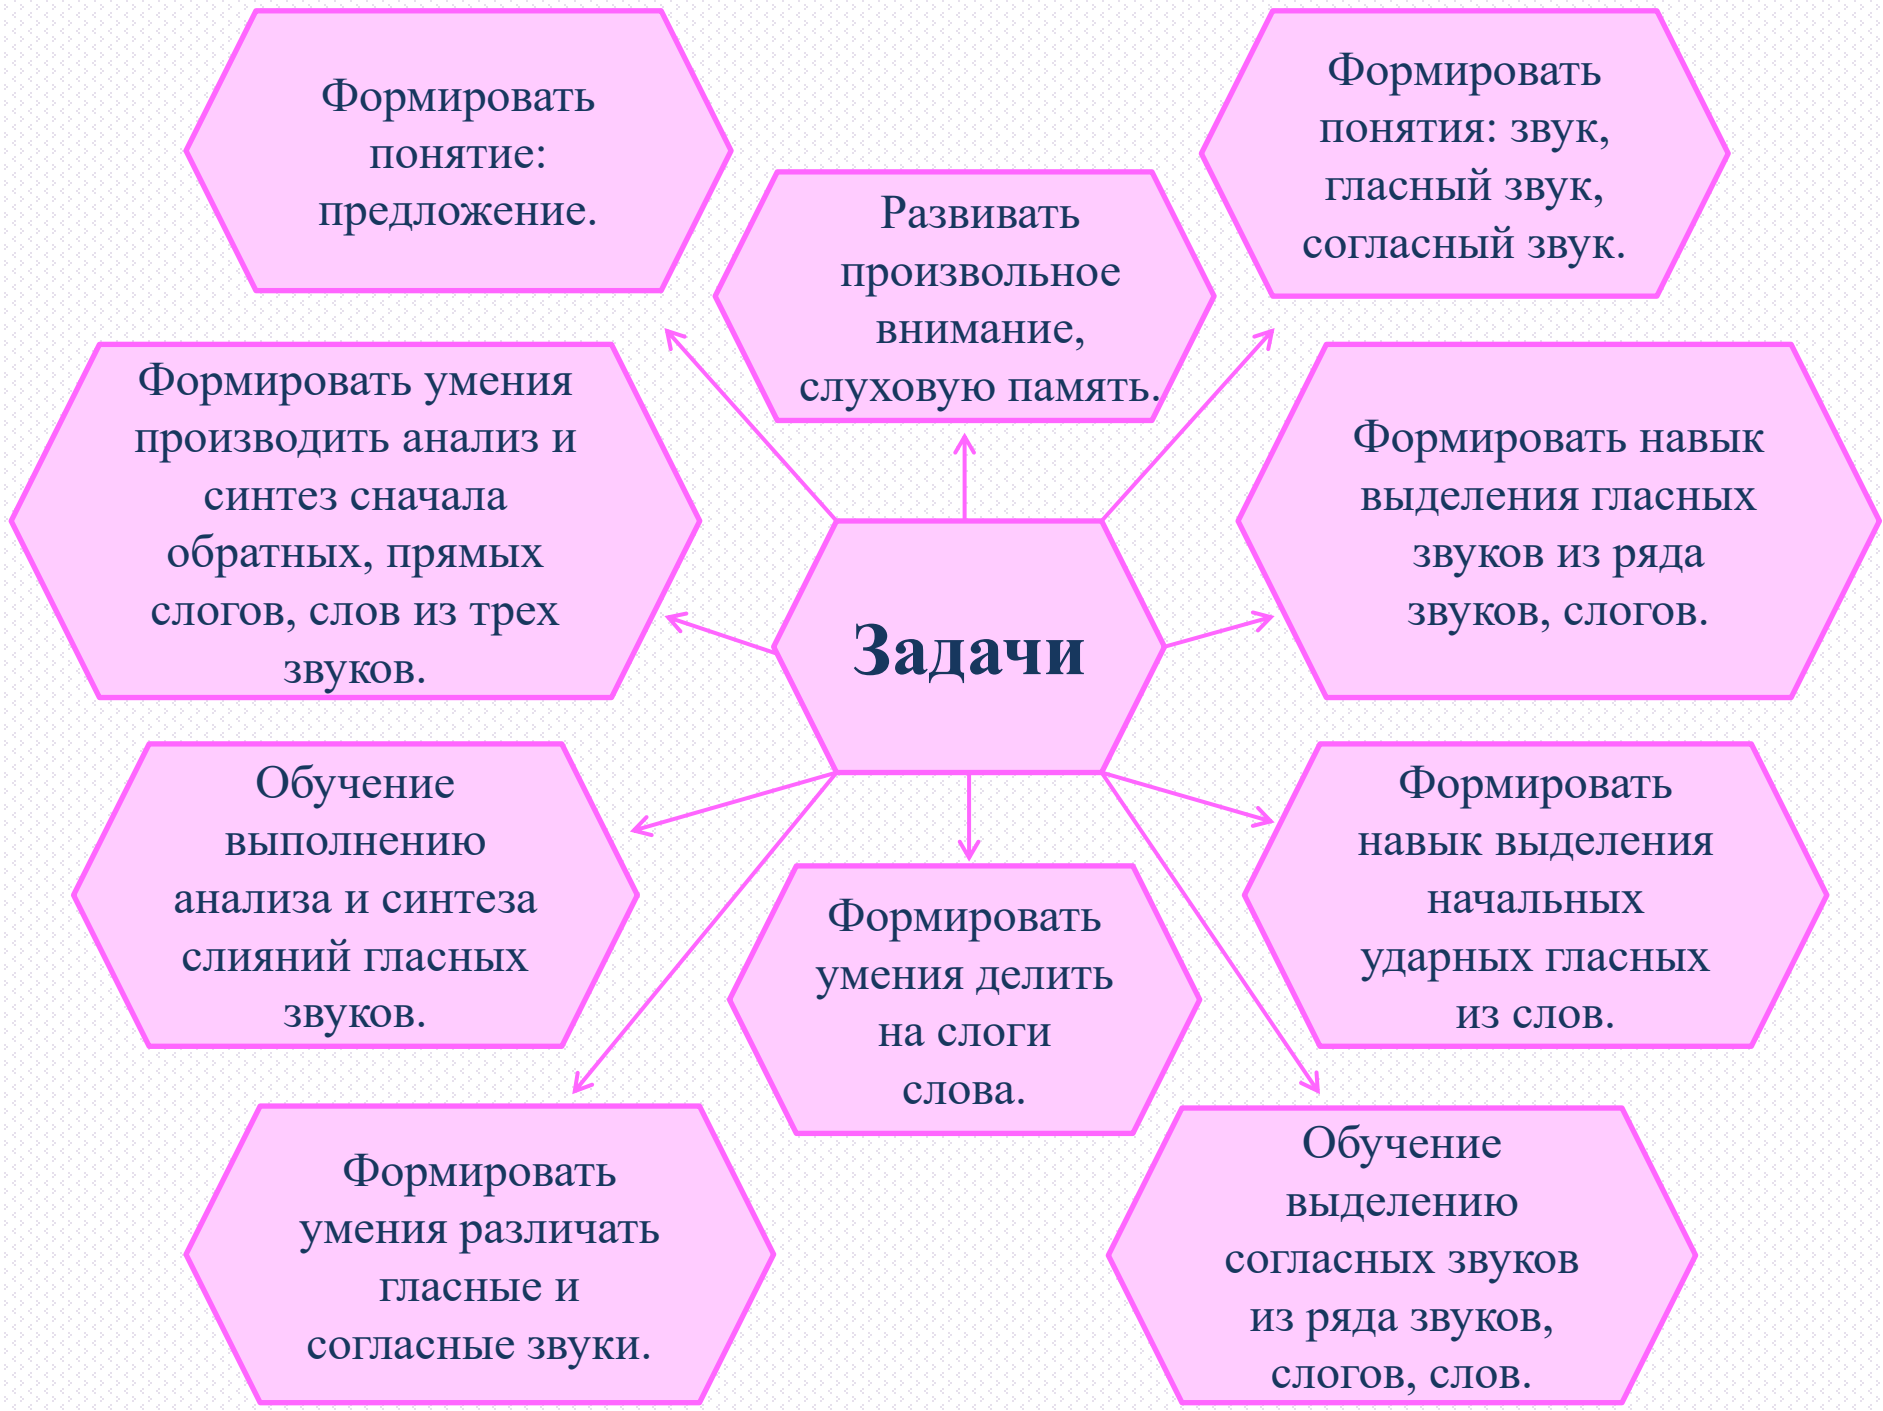 Формировать
понятие:
предложение.
Развивать
произвольное
внимание,
слуховую память.
Формировать
понятия: звук,
гласный звук,
согласный звук.
Формировать умения
производить анализ и
синтез сначала
обратных, прямых
слогов, слов из трех
звуков.
Задачи
Формировать навык
выделения гласных
звуков из ряда
звуков, слогов.
Обучение
выполнению
анализа и синтеза
слияний гласных
звуков.
Формировать
умения делить
на слоги
слова.
Формировать
навык выделения
начальных
ударных гласных
из слов.
Формировать
умения различать
гласные и
согласные звуки.
Обучение
выделению
согласных звуков
из ряда звуков,
слогов, слов.